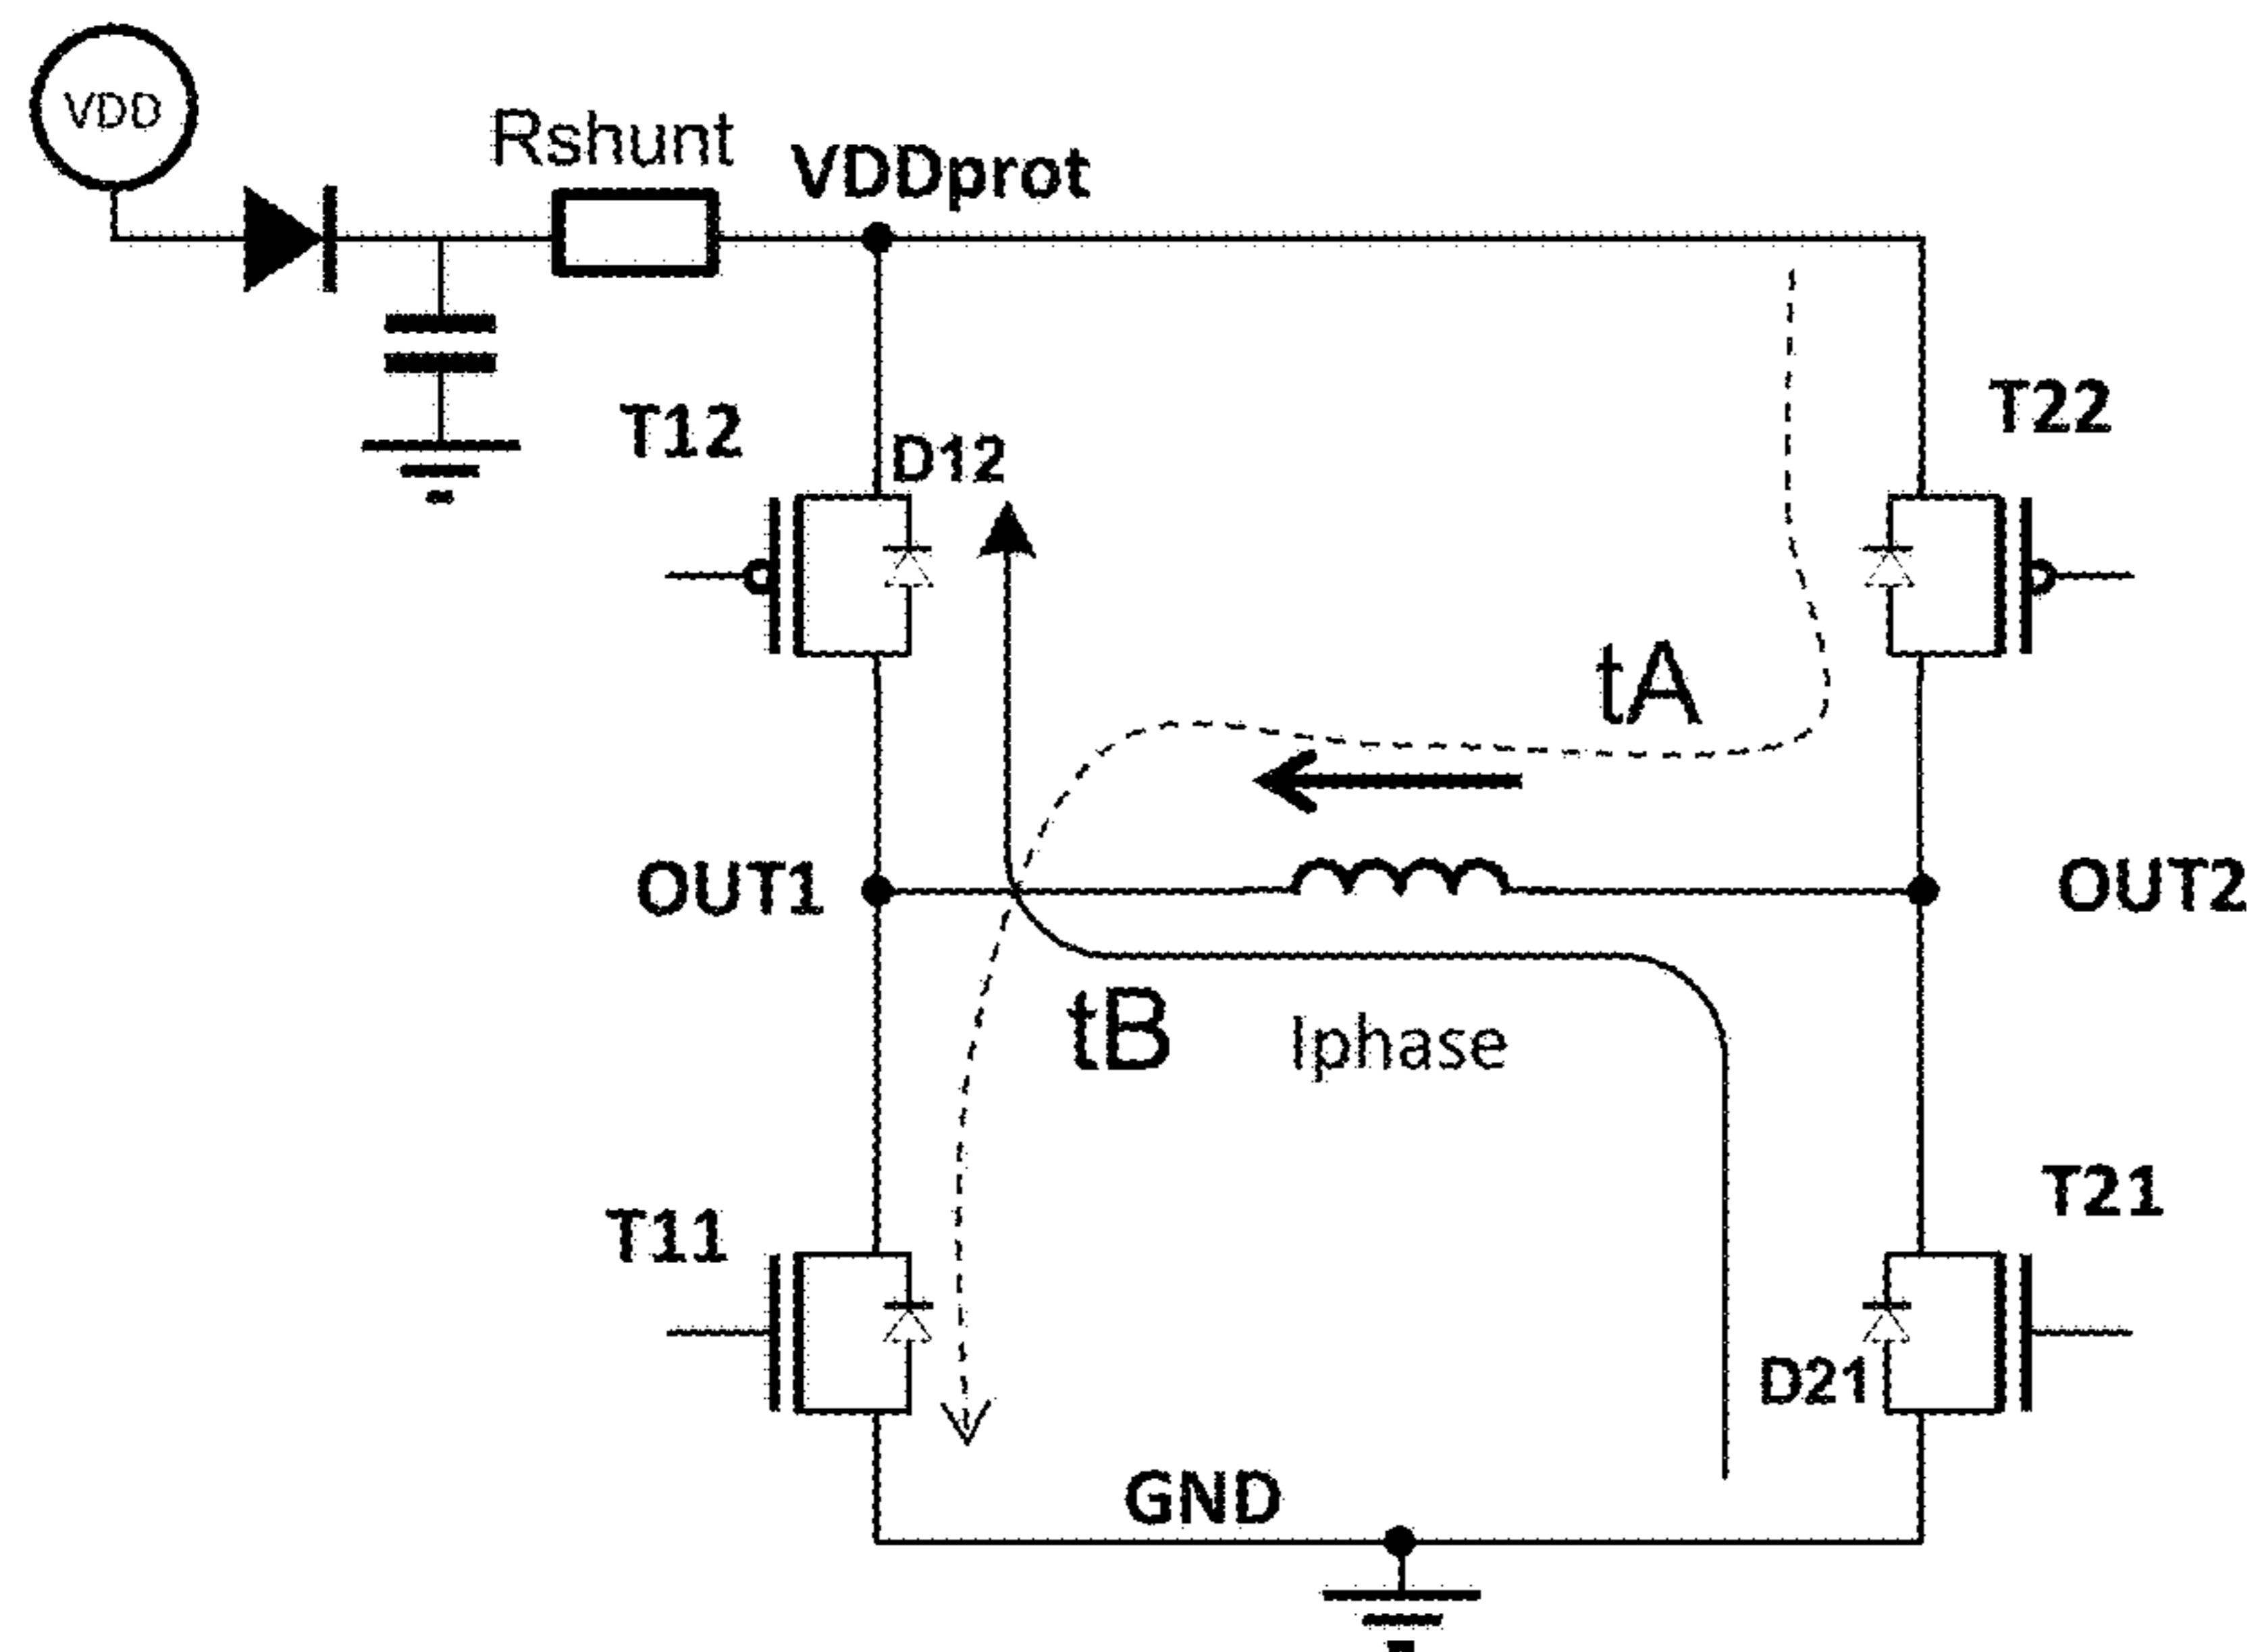 VDD
Rshunt
VDDprot
T12
D12
T22
tA
OUT1
OUT2
tB
Iphase
T11
T21
D21
GND